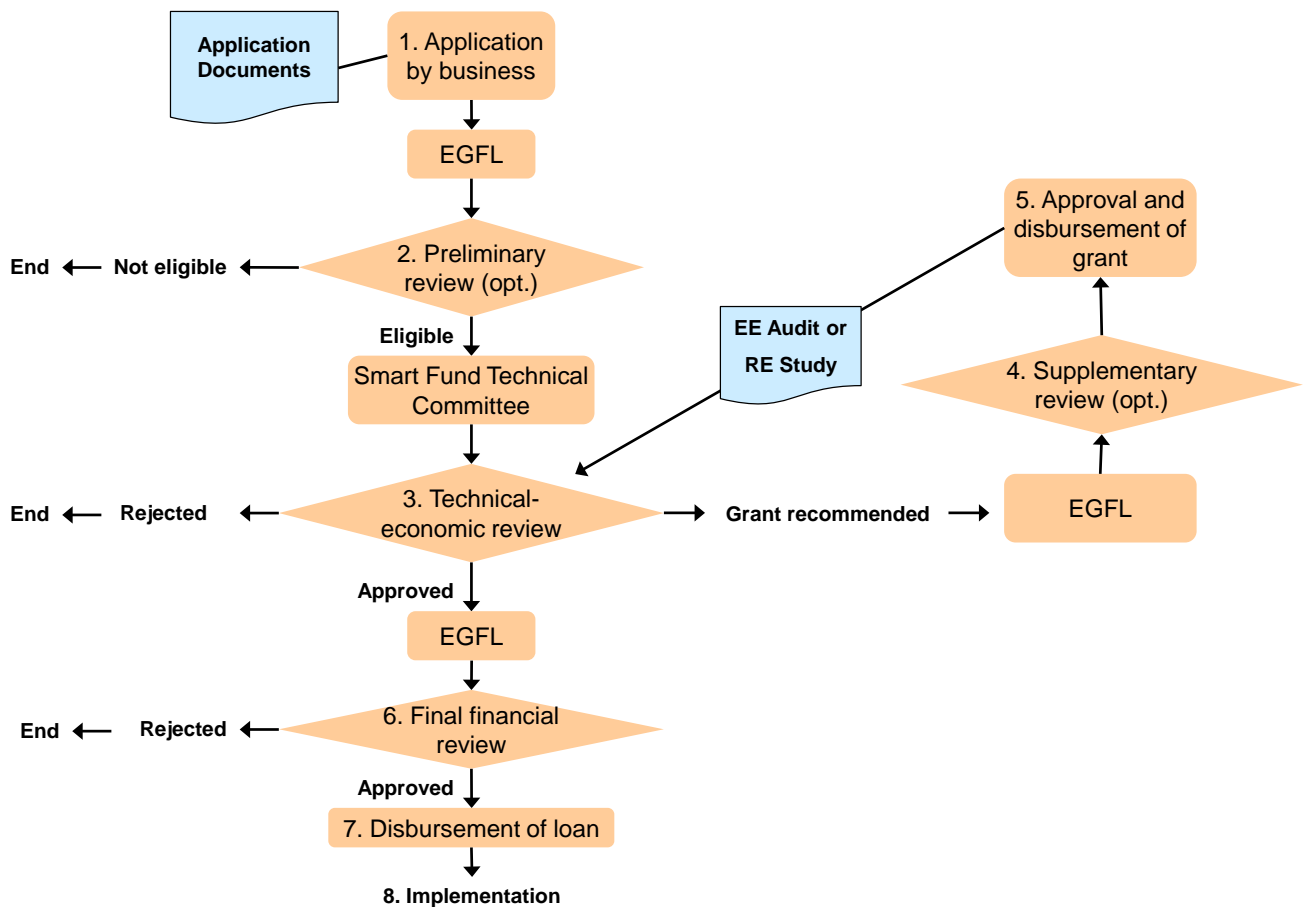 Application
Documents
1. Application
by business
EGFL
2. Preliminary
review (opt.)
Not eligible
End
Eligible
Smart Fund Technical
Committee
3. Technical-
economic review
Rejected
End
Grant recommended
EGFL
4. Supplementary
review (opt.)
5. Approval and
disbursement of
grant
EE Audit or
RE Study
Approved
EGFL
6. Final financial
review
Rejected
End
Approved
7. Disbursement of loan
8. Implementation